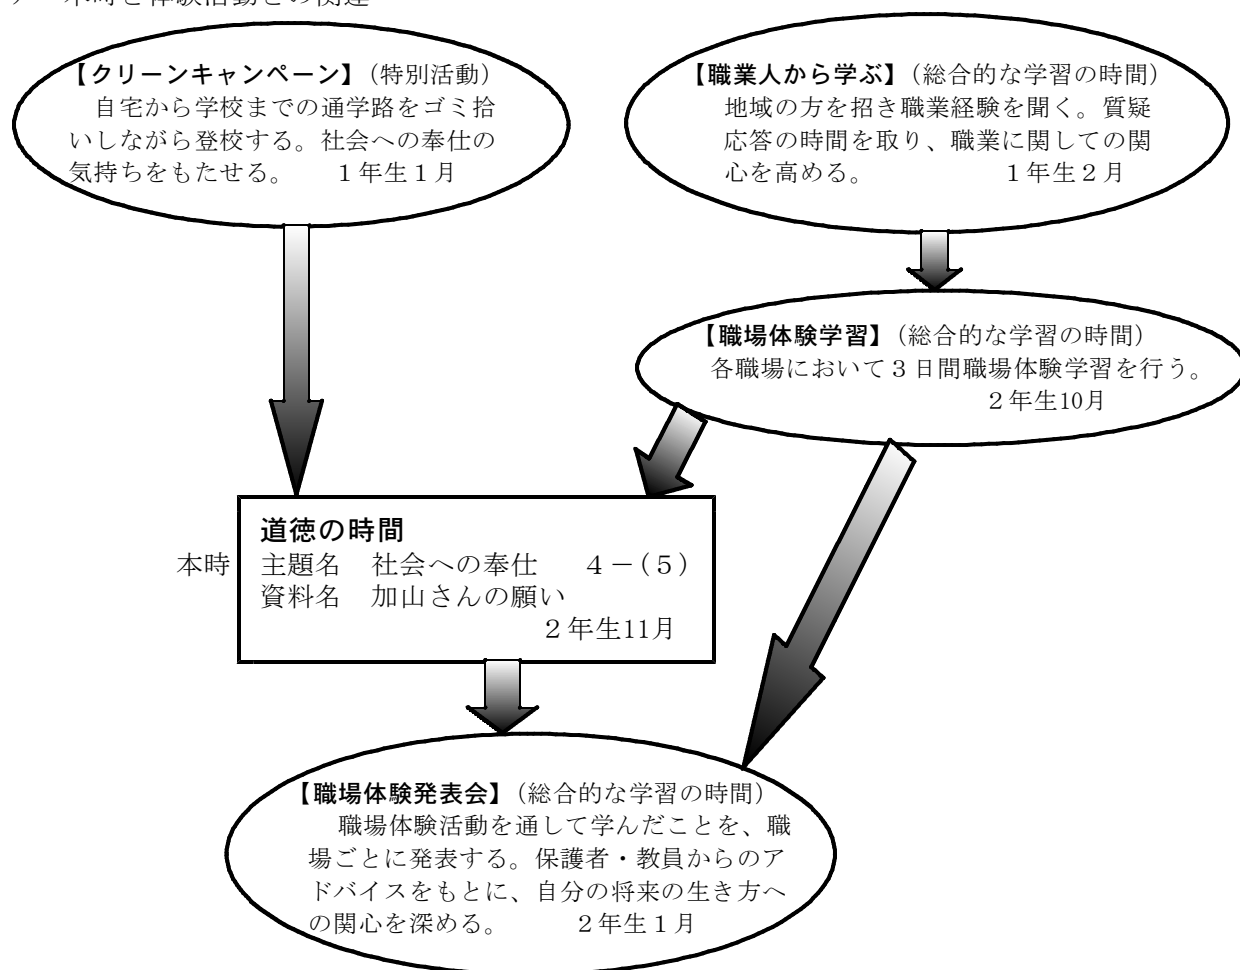 【クリーンキャンペーン】（特別活動）
自宅から学校までの通学路をゴミ拾
いしながら登校する。社会への奉仕の
気持ちをもたせる。　１年生１月
【職業人から学ぶ】（総合的な学習の時間）
地域の方を招き職業経験を聞く。質疑
応答の時間を取り、職業に関しての関
心を高める。　１年生２月
【職場体験学習】（総合的な学習の時間）
各職場において３日間職場体験学習を行う。
２年生10月
道徳の時間
本時　主題名　社会への奉仕　４－(５)
資料名　加山さんの願い
２年生11月
【職場体験発表会】（総合的な学習の時間）
職場体験活動を通して学んだことを、職
場ごとに発表する。保護者・教員からのア
ドバイスをもとに、自分の将来の生き方へ
の関心を深める。　２年生１月